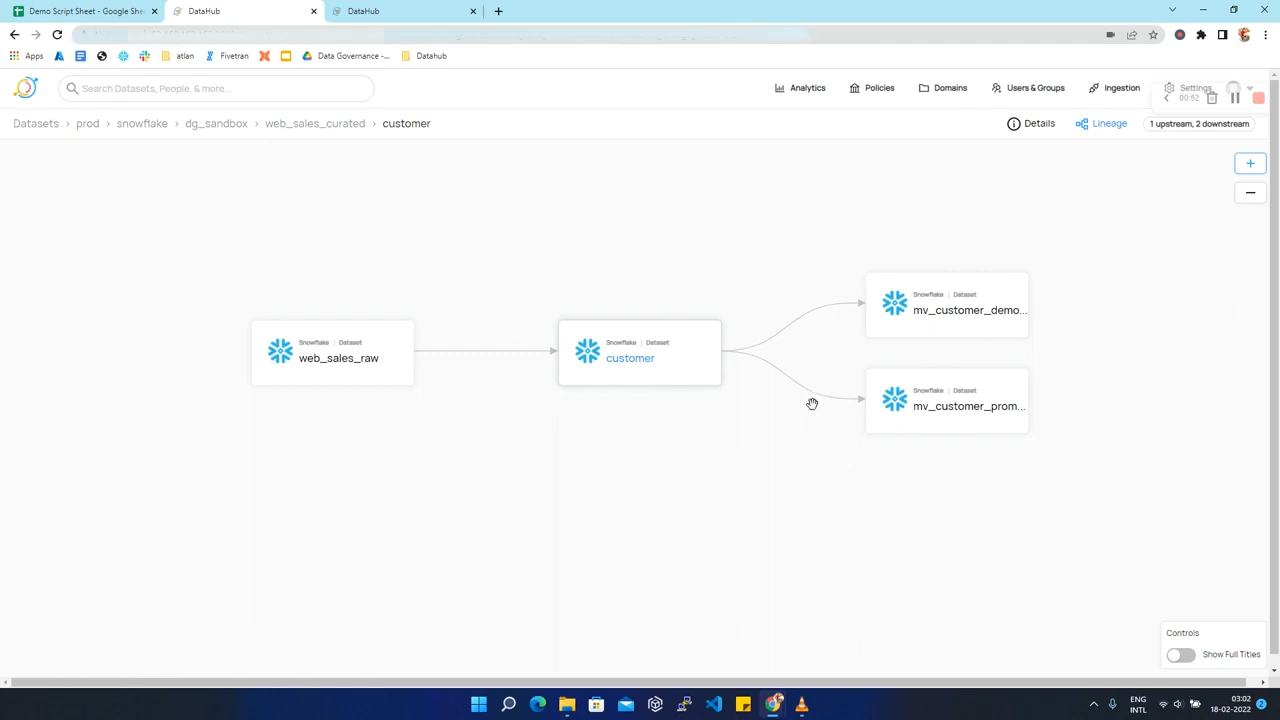 Demo Script Sheet - Google She
DataHub
DataHub
Apps
atlan
Fivetran
Data Governance -...
Datahub
Search Datasets, People, & more...
Analytics
Policies
Domains
Users & Groups
Ingestion
Settings
00:52
Datasets > prod > snowflake > dg_sandbox > web_sales_curated > customer
Details
Lineage
1 upstream, 2 downstream
+
−
Snowflake | Dataset
mv_customer_demo...
Snowflake | Dataset
web_sales_raw
Snowflake | Dataset
customer
Snowflake | Dataset
mv_customer_prom...
Controls
Show Full Titles
ENG
INTL
03:02
18-02-2022
2